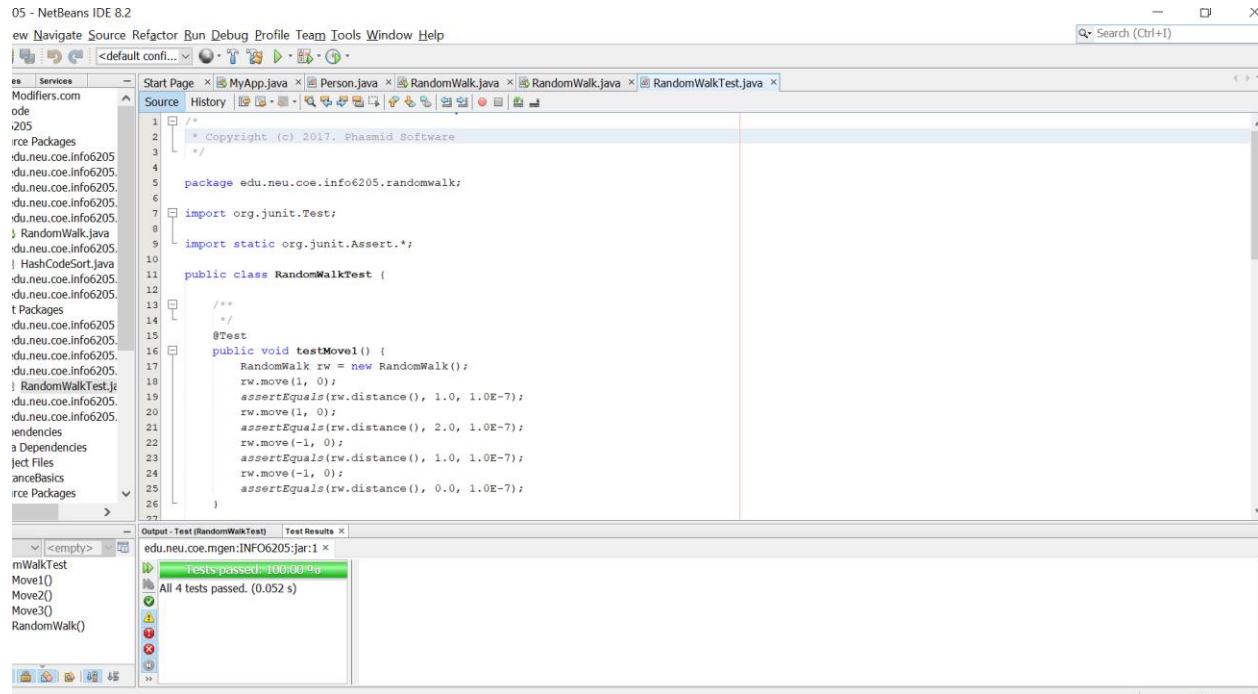 05 - NetBeans IDE 8.2
ew Navigate Source Refactor Run Debug Profile Team Tools Window Help
Search (Ctrl+I)
<default confi...
es Services
Start Page MyApp.java Person.java RandomWalk.java RandomWalk.java RandomWalkTest.java
Source History
Modifiers.com
ode
5205
rce Packages
edu.neu.coe.info6205
edu.neu.coe.info6205.
edu.neu.coe.info6205.
edu.neu.coe.info6205.
edu.neu.coe.info6205.
RandomWalk.java
edu.neu.coe.info6205.
HashCodeSort.java
edu.neu.coe.info6205.
edu.neu.coe.info6205.
t Packages
edu.neu.coe.info6205
edu.neu.coe.info6205.
edu.neu.coe.info6205.
edu.neu.coe.info6205.
RandomWalkTest.ja
edu.neu.coe.info6205.
edu.neu.coe.info6205.
pendencies
a Dependencies
ject Files
tanceBasics
rce Packages
1 /*
2 * Copyright (c) 2017. Phasmid Software
3 */
4
5 package edu.neu.coe.info6205.randomwalk;
6
7 import org.junit.Test;
8
9 import static org.junit.Assert.*;
10
11 public class RandomWalkTest {
12
13 /**
14 */
15 @Test
16 public void testMove1() {
17 RandomWalk rw = new RandomWalk();
18 rw.move(1, 0);
19 assertEquals(rw.distance(), 1.0, 1.0E-7);
20 rw.move(1, 0);
21 assertEquals(rw.distance(), 2.0, 1.0E-7);
22 rw.move(-1, 0);
23 assertEquals(rw.distance(), 1.0, 1.0E-7);
24 rw.move(-1, 0);
25 assertEquals(rw.distance(), 0.0, 1.0E-7);
26 }
27
<empty>
mWalkTest
Move1()
Move2()
Move3()
RandomWalk()
Output - Test (RandomWalkTest) Test Results
edu.neu.coe.mgen:INFO6205:jar:1
Tests passed: 100.00 %
All 4 tests passed. (0.052 s)